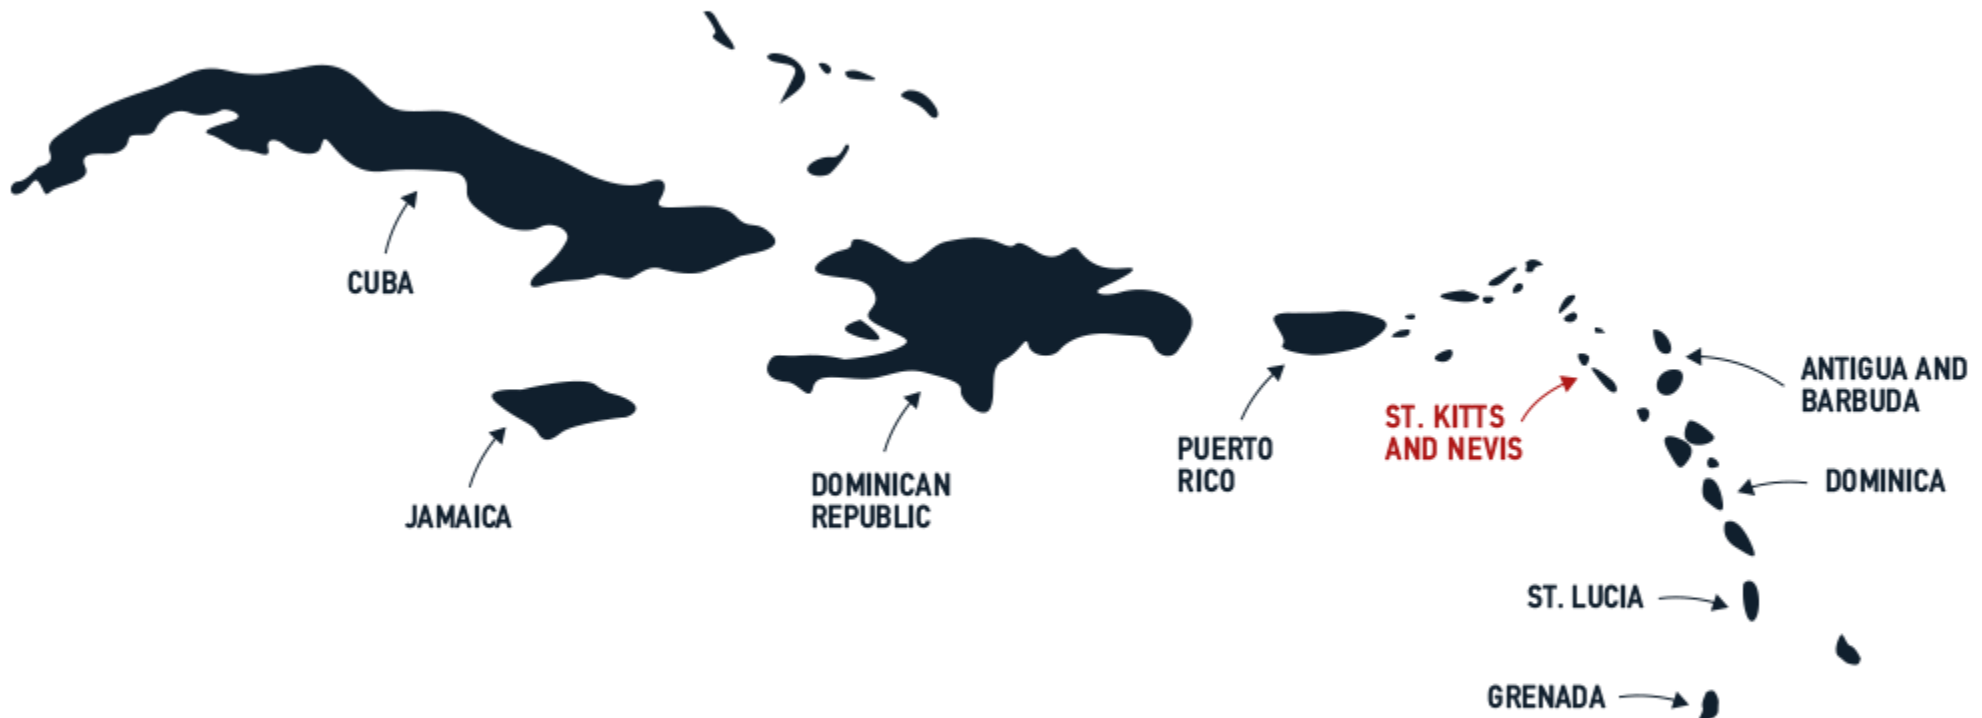 CUBA
JAMAICA
DOMINICAN
REPUBLIC
PUERTO
RICO
ST. KITTS
AND NEVIS
ANTIGUA AND
BARBUDA
DOMINICA
ST. LUCIA
GRENADA